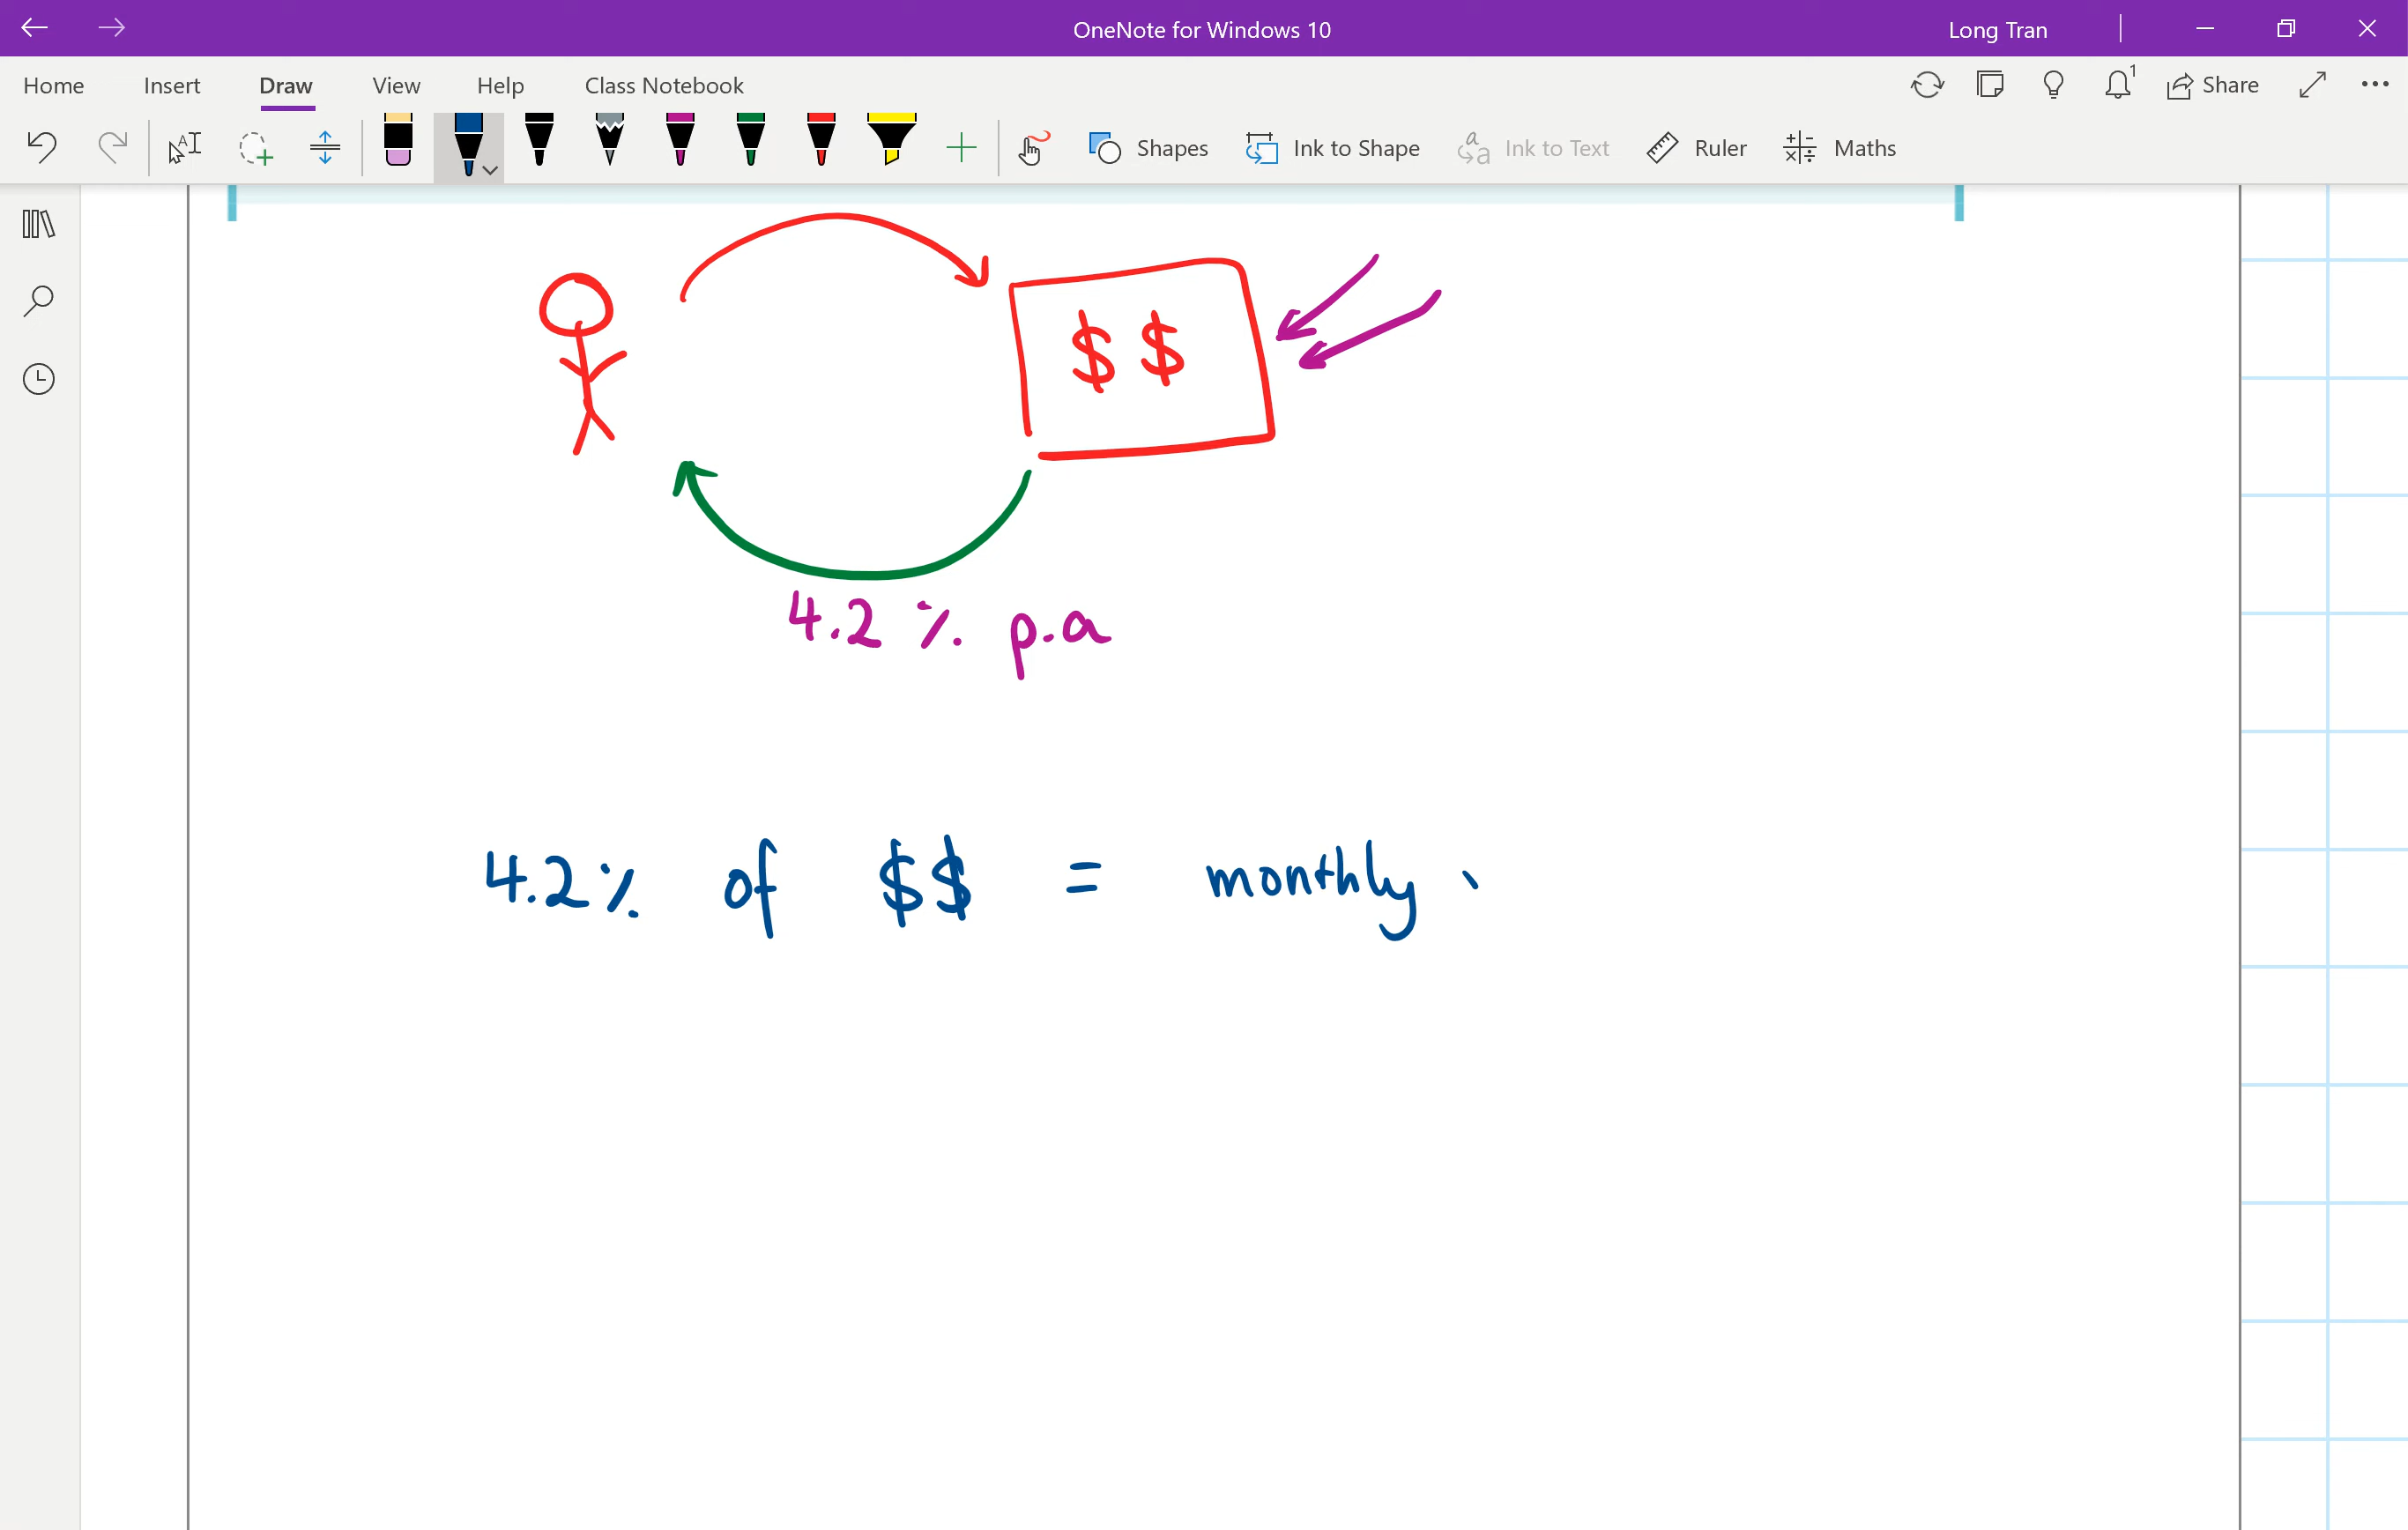 OneNote for Windows 10
Long Tran
Home Insert Draw View Help Class Notebook
1
Share
Shapes Ink to Shape Ink to Text Ruler Maths
$ $
4.2 % p.a
4.2% of $$ = monthly